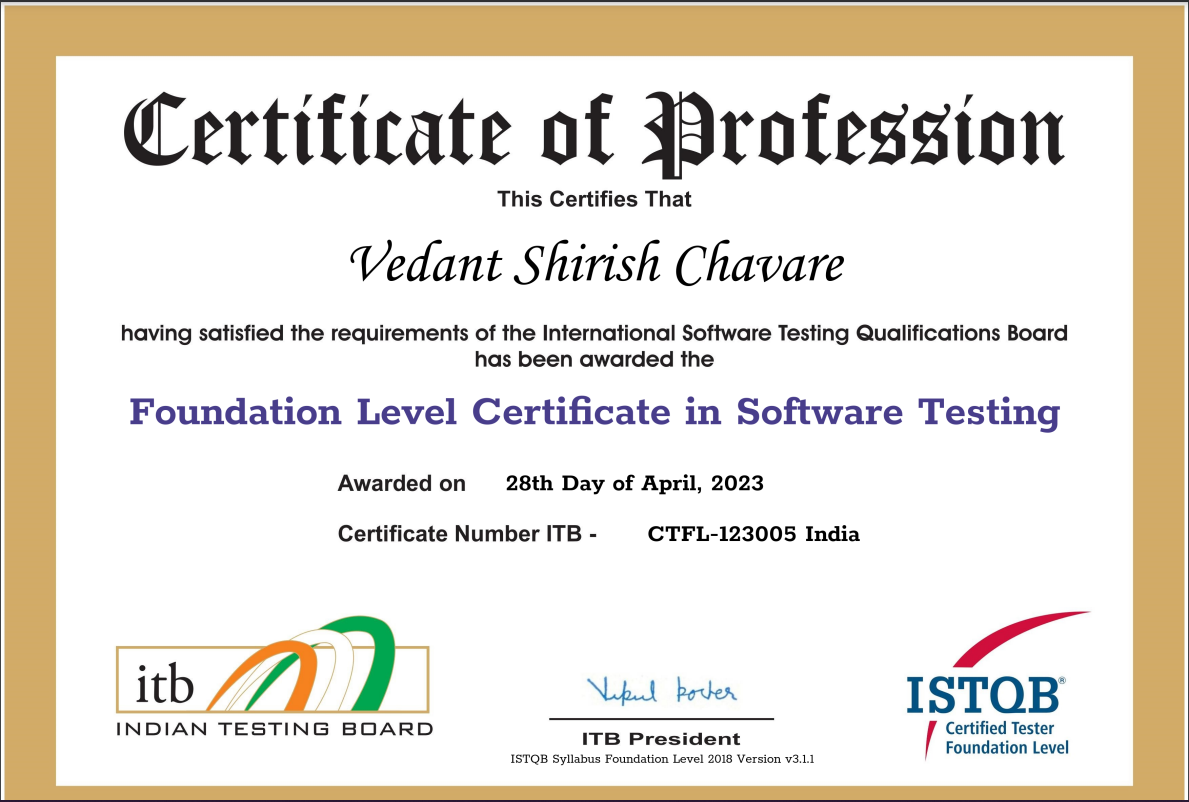 Certificate of Profession
This Certifies That
Vedant Shirish Chavare
having satisfied the requirements of the International Software Testing Qualifications Board
has been awarded the
Foundation Level Certificate in Software Testing
Awarded on 28th Day of April, 2023
Certificate Number ITB - CTFL-123005 India
itb
INDIAN TESTING BOARD
ITB President
ISTQB Syllabus Foundation Level 2018 Version v3.1.1
ISTQB®
Certified Tester
Foundation Level